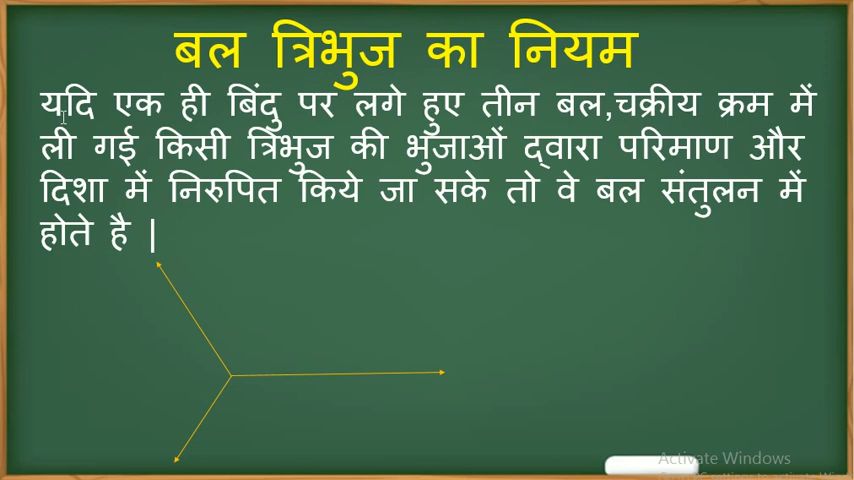 बल त्रिभुज का नियम
यदि एक ही बिंदु पर लगे हुए तीन बल,चक्रीय क्रम में
ली गई किसी त्रिभुज की भुजाओं द्वारा परिमाण और
दिशा में निरुपित किये जा सके तो वे बल संतुलन में
होते है |
Activate Windows